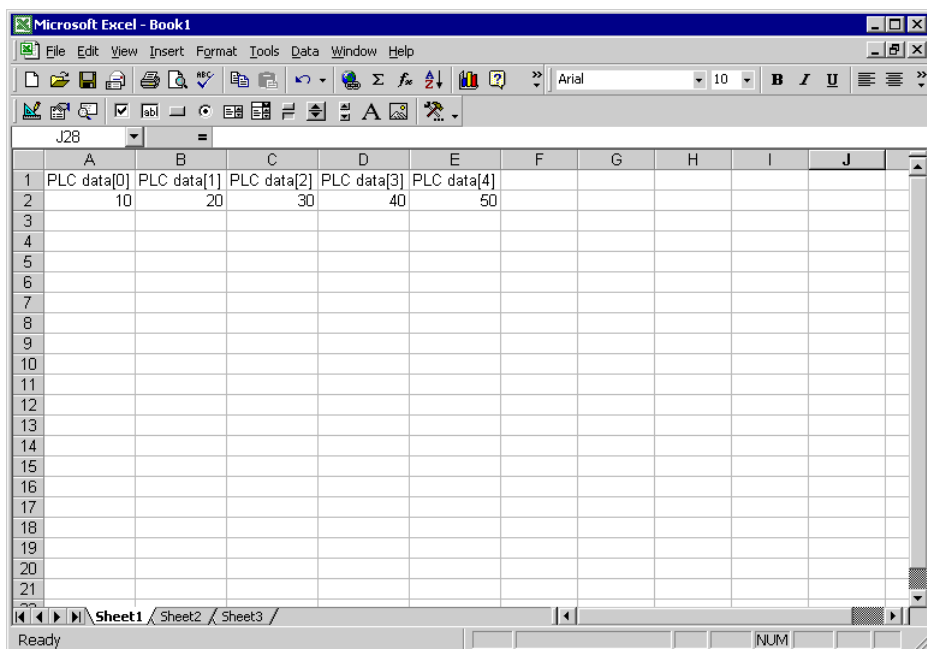 Microsoft Excel - Book1
File Edit View Insert Format Tools Data Window Help
Arial 10 B I U
J28 =
A B C D E F G H I J
1 PLC data[0] PLC data[1] PLC data[2] PLC data[3] PLC data[4]
2 10 20 30 40 50
3
4
5
6
7
8
9
10
11
12
13
14
15
16
17
18
19
20
21
Sheet1 Sheet2 Sheet3
Ready NUM